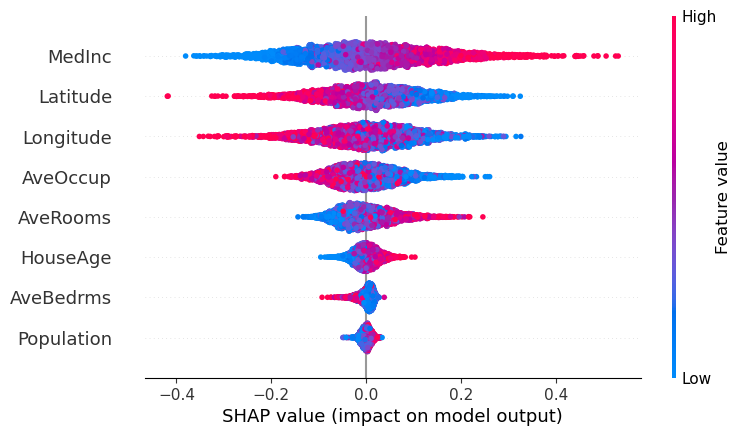 High
MedInc
Latitude
Longitude
AveOccup
AveRooms
HouseAge
AveBedrms
Population
Feature value
Low
−0.4 −0.2 0.0 0.2 0.4
SHAP value (impact on model output)